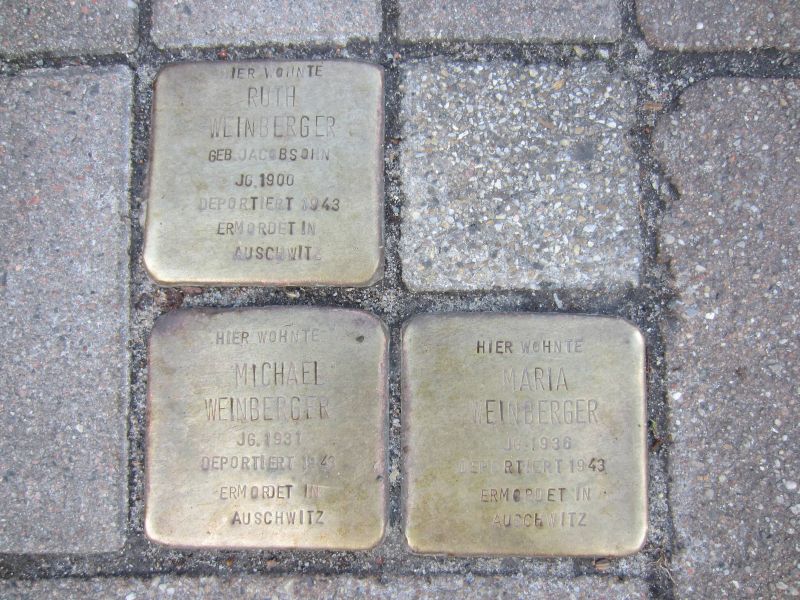 HIER WOHNTE
RUTH
WEINBERGER
GEB. JACOBSOHN
JG. 1900
DEPORTIERT 1943
ERMORDET IN
AUSCHWITZ
HIER WOHNTE
MICHAEL
WEINBERGER
JG. 1931
DEPORTIERT 1943
ERMORDET IN
AUSCHWITZ
HIER WOHNTE
MARIA
WEINBERGER
JG. 1936
DEPORTIERT 1943
ERMORDET IN
AUSCHWITZ